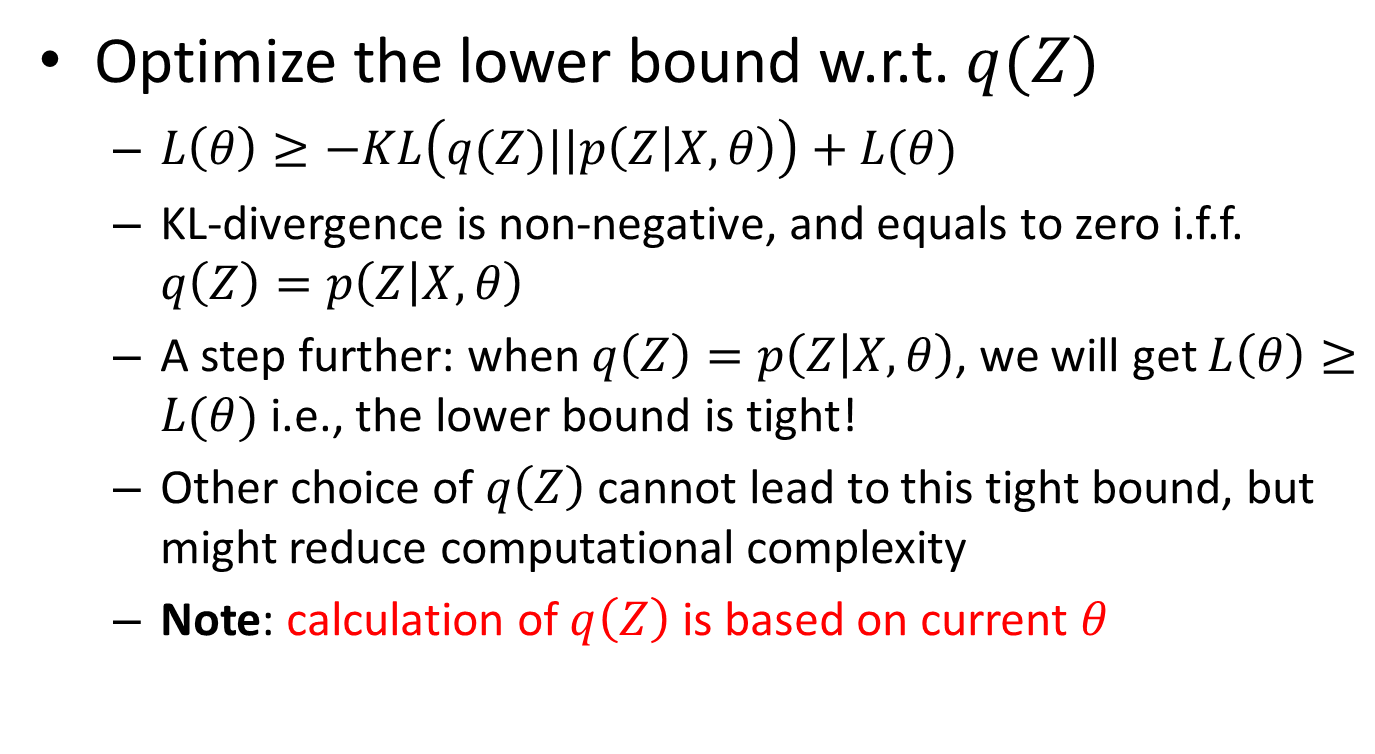 • Optimize the lower bound w.r.t. q(Z)
– L(θ) ≥ −KL(q(Z)||p(Z|X, θ)) + L(θ)
– KL-divergence is non-negative, and equals to zero i.f.f.
q(Z) = p(Z|X, θ)
– A step further: when q(Z) = p(Z|X, θ), we will get L(θ) ≥
L(θ) i.e., the lower bound is tight!
– Other choice of q(Z) cannot lead to this tight bound, but
might reduce computational complexity
– Note: calculation of q(Z) is based on current θ